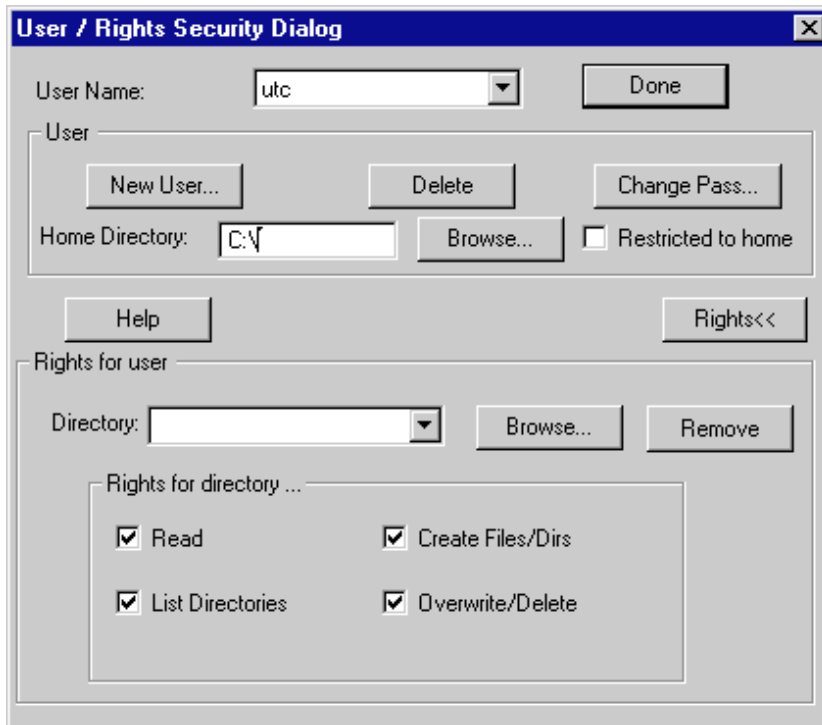 User / Rights Security Dialog
User Name: utc Done
User
New User... Delete Change Pass...
Home Directory: C:\ Browse... Restricted to home
Help Rights<<
Rights for user
Directory: Browse... Remove
Rights for directory ...
Read Create Files/Dirs
List Directories Overwrite/Delete